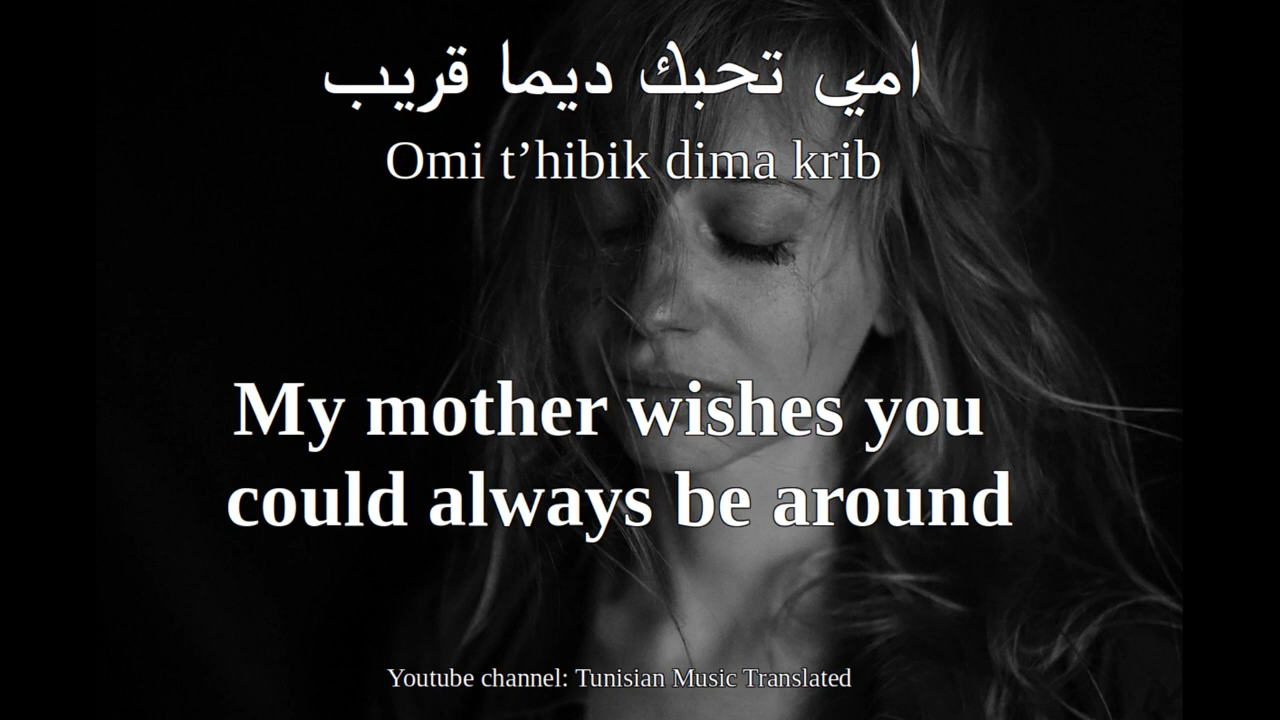 امي تحبك ديما قريب
Omi t’hibik dima krib
My mother wishes you
could always be around
Youtube channel: Tunisian Music Translated